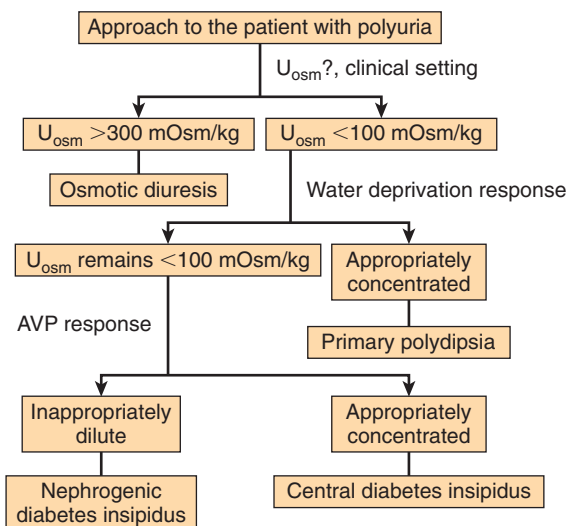 Approach to the patient with polyuria
Uosm?, clinical setting
Uosm >300 mOsm/kg
Uosm <100 mOsm/kg
Osmotic diuresis
Water deprivation response
Uosm remains <100 mOsm/kg
Appropriately
concentrated
AVP response
Primary polydipsia
Inappropriately
dilute
Appropriately
concentrated
Nephrogenic
diabetes insipidus
Central diabetes insipidus